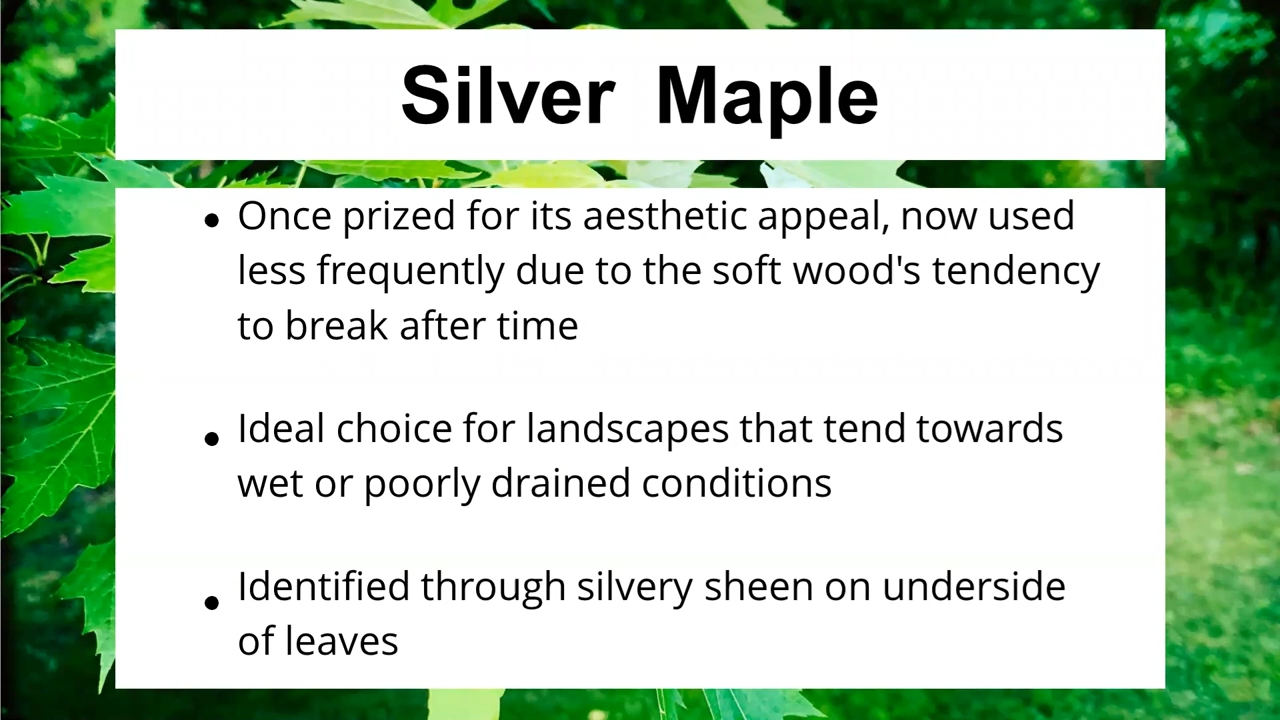 Silver Maple
• Once prized for its aesthetic appeal, now used
less frequently due to the soft wood's tendency
to break after time
• Ideal choice for landscapes that tend towards
wet or poorly drained conditions
• Identified through silvery sheen on underside
of leaves